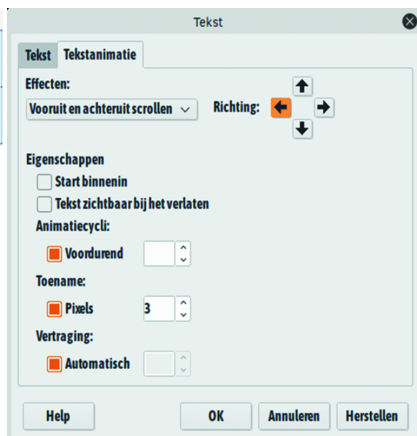 Tekst
Tekst Tekstanimatie
Effecten:
Vooruit en achteruit scrollen Richting:
Eigenschappen
Start binnenin
Tekst zichtbaar bij het verlaten
Animatiecycli:
Voordurend
Toename:
Pixels 3
Vertraging:
Automatisch
Help OK Annuleren Herstellen